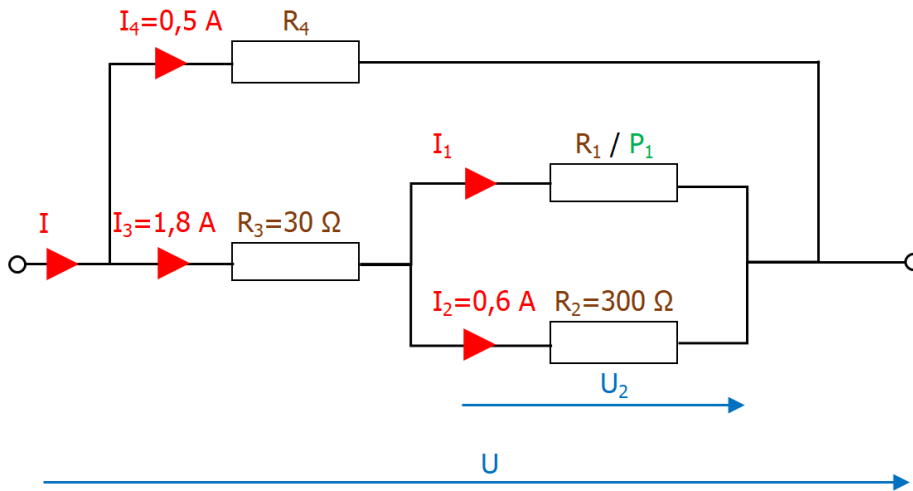 I₄=0,5 A R₄
I₁ R₁ / P₁
I I₃=1,8 A R₃=30 Ω
I₂=0,6 A R₂=300 Ω
U₂
U